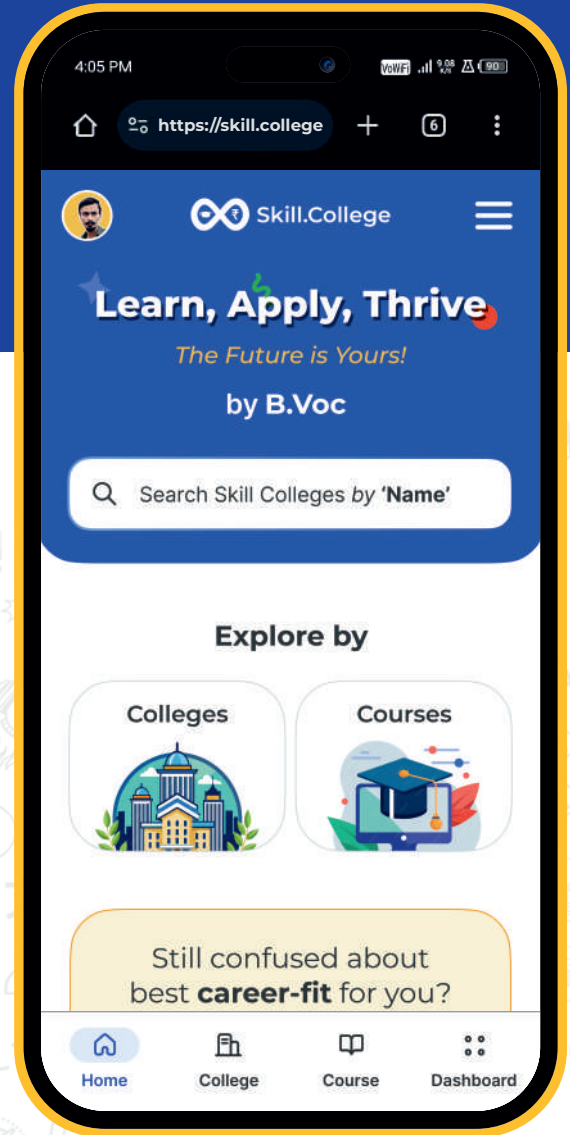 4:05 PM
VoWiFi 9.08 K/s 90
https://skill.college
6
Skill.College
Learn, Apply, Thrive
The Future is Yours!
by B.Voc
Search Skill Colleges by ‘Name’
Explore by
Colleges Courses
Still confused about
best career-fit for you?
Home College Course Dashboard